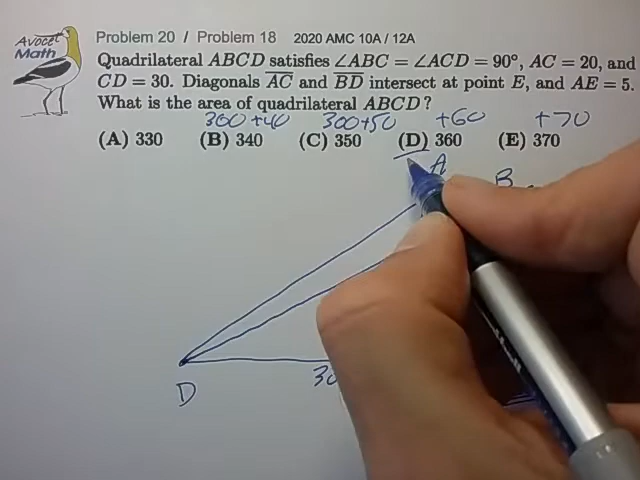 Avocet
Math
Problem 20 / Problem 18 2020 AMC 10A / 12A
Quadrilateral ABCD satisfies ∠ABC = ∠ACD = 90°, AC = 20, and
CD = 30. Diagonals AC and BD intersect at point E, and AE = 5.
What is the area of quadrilateral ABCD?
300+40 300+50 +60 +70
(A) 330 (B) 340 (C) 350 (D) 360 (E) 370
A B
D 30